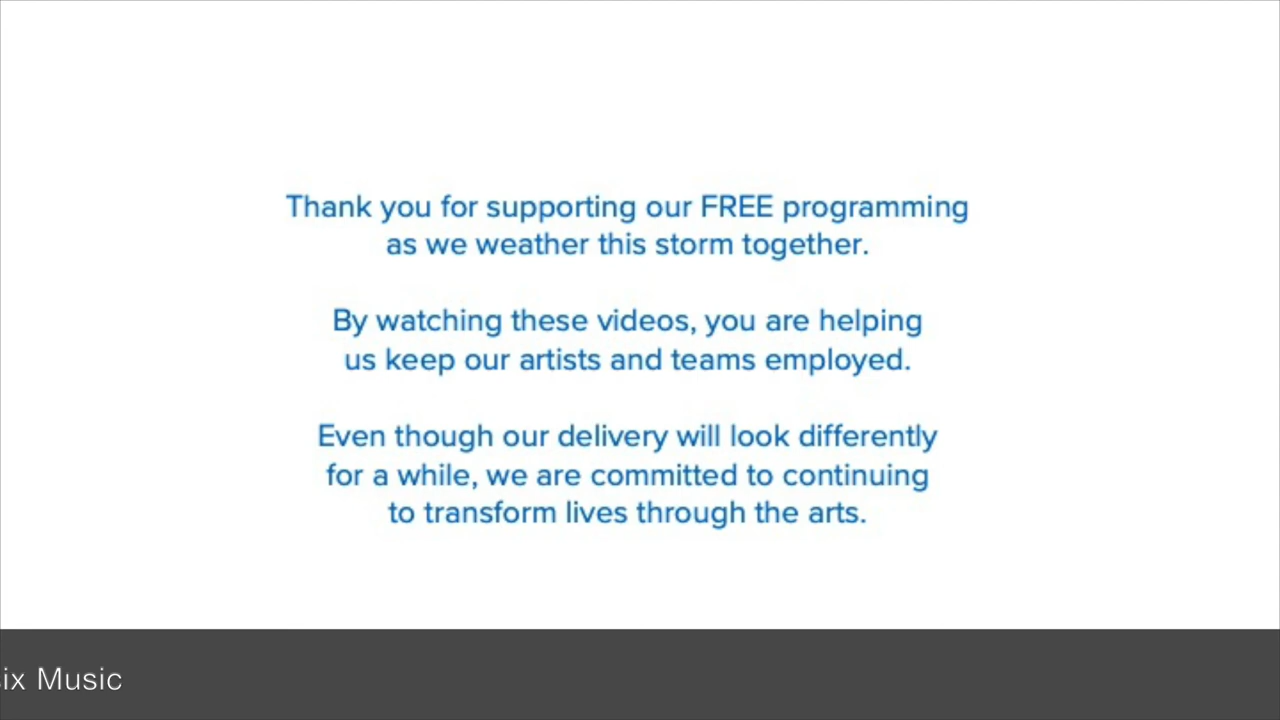 Thank you for supporting our FREE programming
as we weather this storm together.
By watching these videos, you are helping
us keep our artists and teams employed.
Even though our delivery will look differently
for a while, we are committed to continuing
to transform lives through the arts.
Music